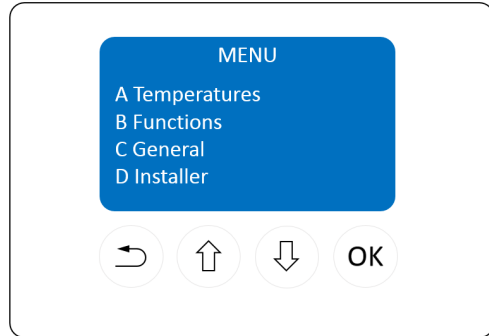 MENU
A Temperatures
B Functions
C General
D Installer
OK